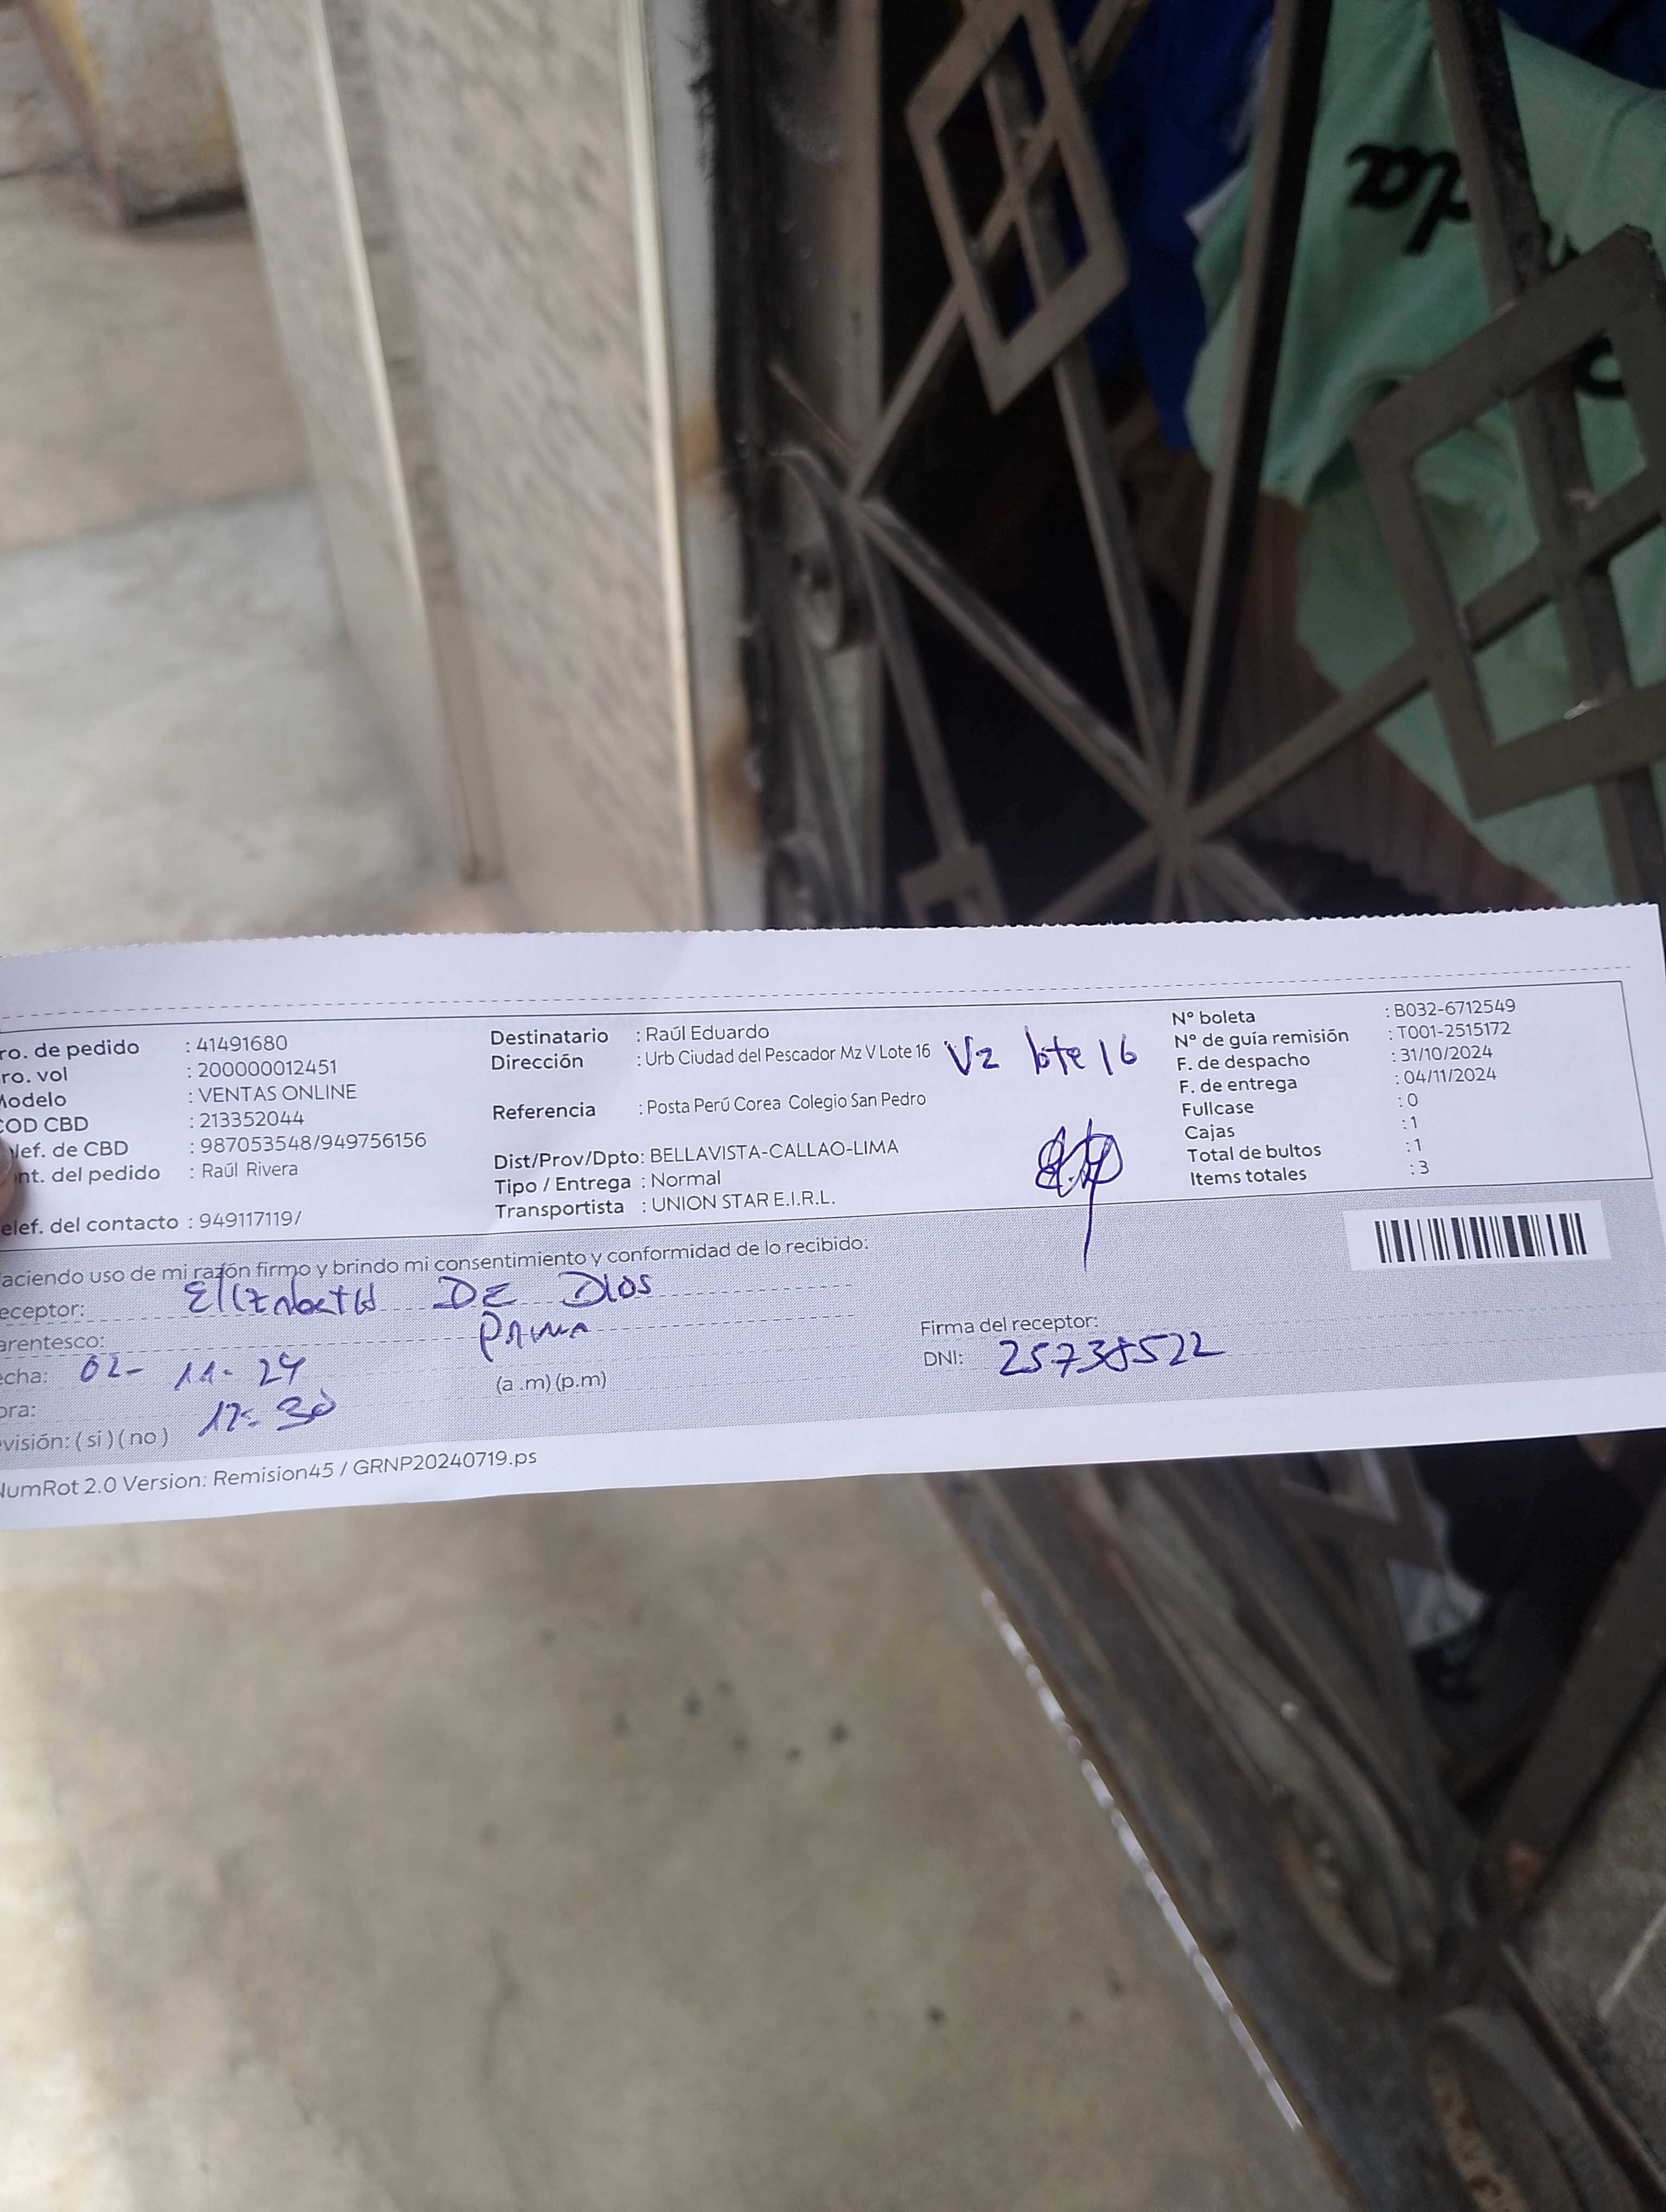 ro. de pedido : 41491680
ro. vol : 200000012451
Modelo : VENTAS ONLINE
COD CBD : 213352044
lef. de CBD : 987053548/949756156
nt. del pedido : Raúl Rivera
elef. del contacto : 949117119/
Destinatario : Raúl Eduardo
Dirección : Urb Ciudad del Pescador Mz V Lote 16 V2 lote 16
Referencia : Posta Perú Corea Colegio San Pedro
Dist/Prov/Dpto: BELLAVISTA-CALLAO-LIMA
Tipo / Entrega : Normal
Transportista : UNION STAR E.I.R.L.
N° boleta : B032-6712549
N° de guía remisión : T001-2515172
F. de despacho : 31/10/2024
F. de entrega : 04/11/2024
Fullcase : 0
Cajas : 1
Total de bultos : 1
Items totales : 3
aciendo uso de mi razón firmo y brindo mi consentimiento y conformidad de lo recibido:
eceptor: DE DIOS
arentesco:
echa: 02- 11- 24
(a .m) (p.m)
ora:
visión: ( si ) ( no )
Firma del receptor:
DNI:
NumRot 2.0 Version: Remision45 / GRNP20240719.ps